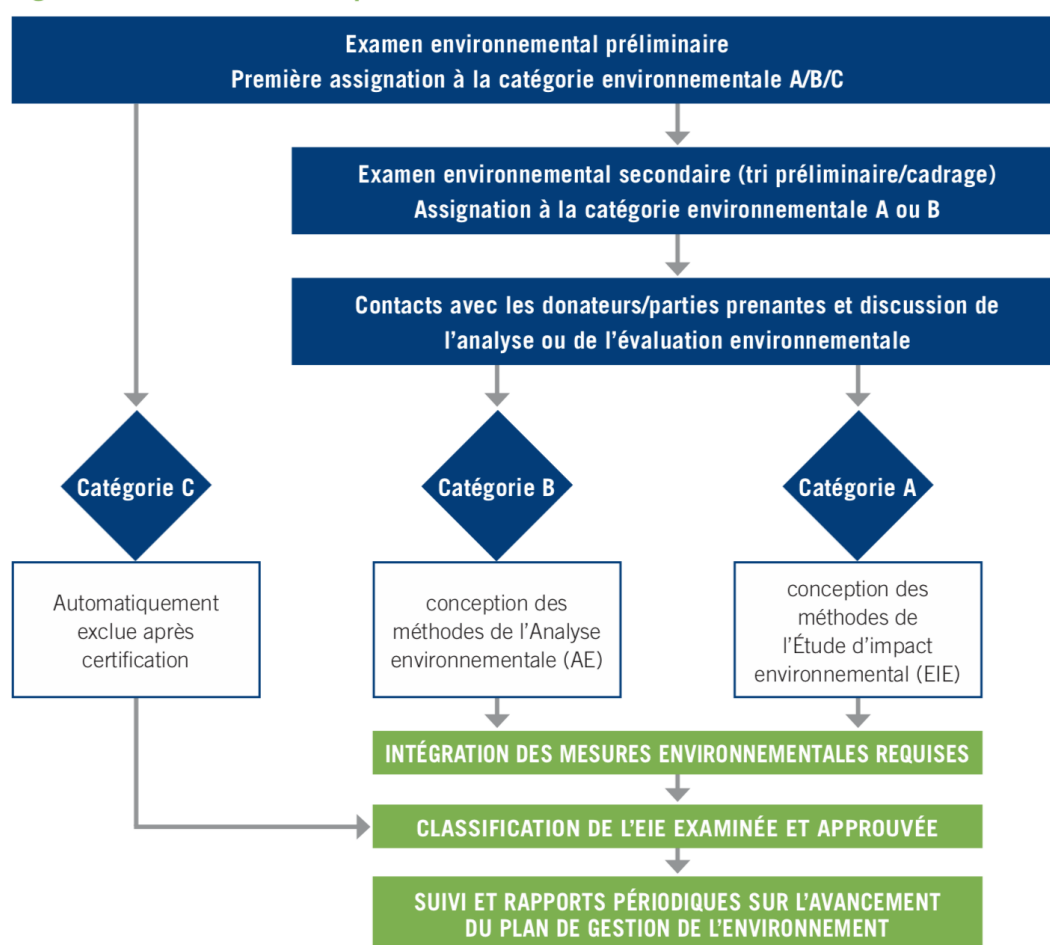 Examen environnemental préliminaire
Première assignation à la catégorie environnementale A/B/C
Examen environnemental secondaire (tri préliminaire/cadrage)
Assignation à la catégorie environnementale A ou B
Contacts avec les donateurs/parties prenantes et discussion de
l'analyse ou de l'évaluation environnementale
Catégorie C
Catégorie B
Catégorie A
Automatiquement
exclue après
certification
conception des
méthodes de l'Analyse
environnementale (AE)
conception des
méthodes de
l'Étude d'impact
environnemental (EIE)
INTÉGRATION DES MESURES ENVIRONNEMENTALES REQUISES
CLASSIFICATION DE L'EIE EXAMINÉE ET APPROUVÉE
SUIVI ET RAPPORTS PÉRIODIQUES SUR L'AVANCEMENT
DU PLAN DE GESTION DE L'ENVIRONNEMENT